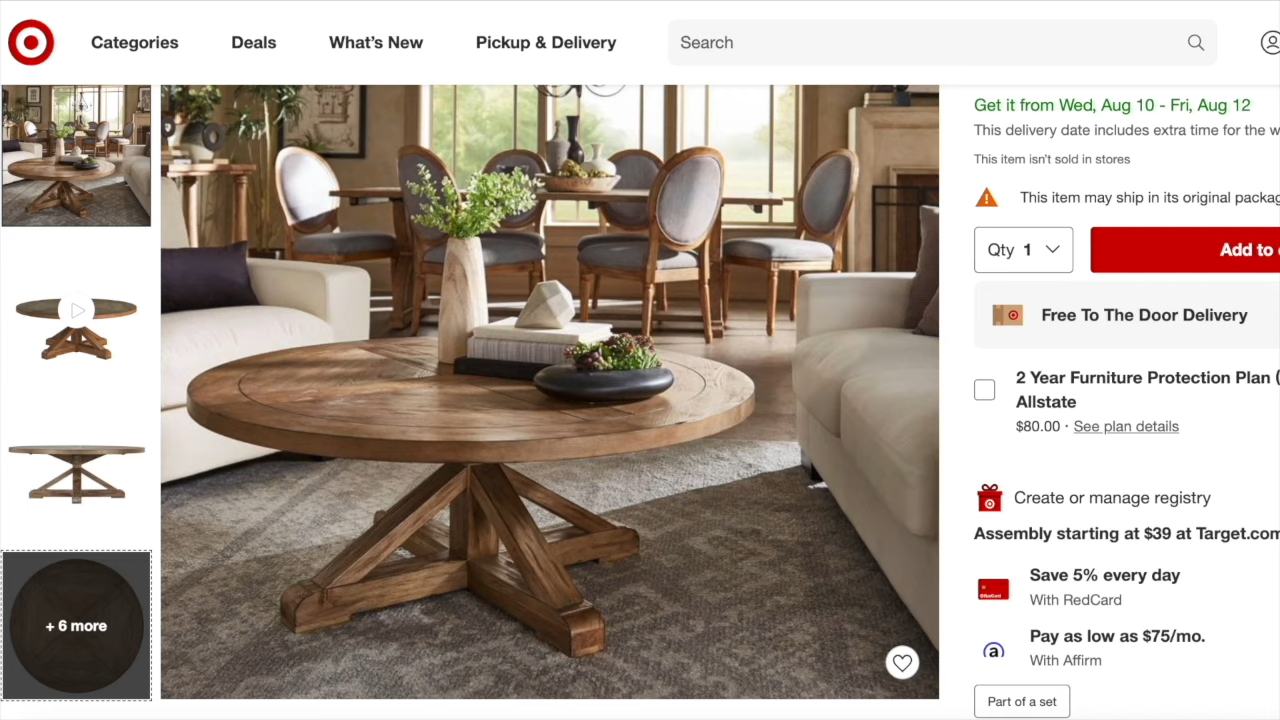 Categories
Deals
What's New
Pickup & Delivery
Search
Get it from Wed, Aug 10 - Fri, Aug 12
This delivery date includes extra time for the
This item isn't sold in stores
This item may ship in its original
Qty 1
Add to
Free To The Door Delivery
2 Year Furniture Protection Plan (
Allstate
$80.00 · See plan details
Create or manage registry
Assembly starting at $39 at Target.com
Save 5% every day
With RedCard
Pay as low as $75/mo.
With Affirm
Part of a set
+ 6 more